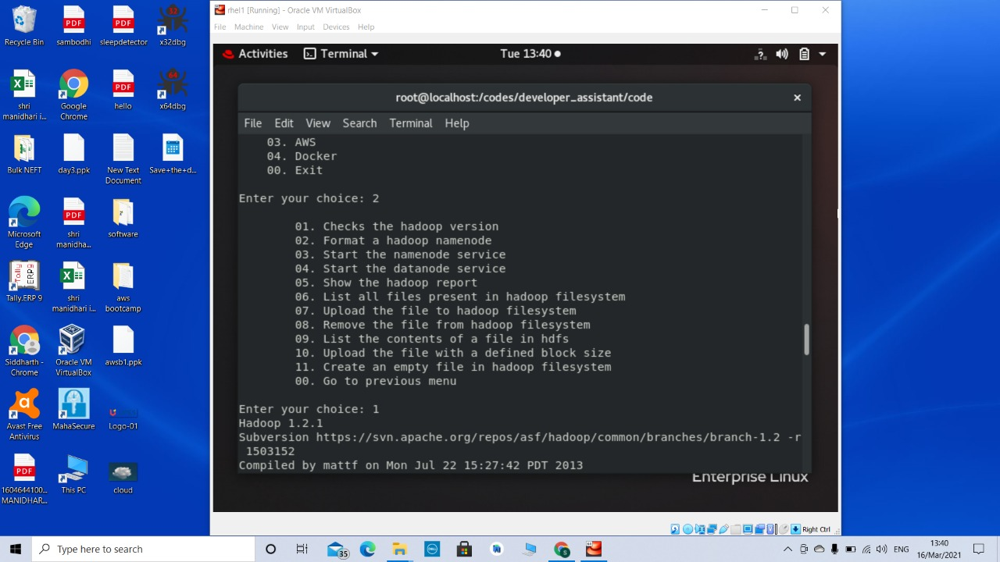 rhel1 [Running] - Oracle VM VirtualBox
File Machine View Input Devices Help
Activities Terminal Tue 13:40
root@localhost:/codes/developer_assistant/code
File Edit View Search Terminal Help
03. AWS
04. Docker
00. Exit
Enter your choice: 2
01. Checks the hadoop version
02. Format a hadoop namenode
03. Start the namenode service
04. Start the datanode service
05. Show the hadoop report
06. List all files present in hadoop filesystem
07. Upload the file to hadoop filesystem
08. Remove the file from hadoop filesystem
09. List the contents of a file in hdfs
10. Upload the file with a defined block size
11. Create an empty file in hadoop filesystem
00. Go to previous menu
Enter your choice: 1
Hadoop 1.2.1
Subversion https://svn.apache.org/repos/asf/hadoop/common/branches/branch-1.2 -r
1503152
Compiled by mattf on Mon Jul 22 15:27:42 PDT 2013
Enterprise Linux
Right Ctrl
Recycle Bin
sambodhi
sleepdetector
x32dbg
shri
manidhari i...
Google
Chrome
hello
x64dbg
Bulk NEFT
day3.ppk
New Text
Document
Save+the+d...
Microsoft
Edge
shri
manidha...
software
Tally.ERP 9
shri
manidhari i...
aws
bootcamp
Siddharth -
Chrome
Oracle VM
VirtualBox
awsb1.ppk
Avast Free
Antivirus
MahaSecure
Logo-01
1604644100...
MANIDHAR...
This PC
cloud
PDF
PDF
PDF
PDF
PDF
32
64
Type here to search
35
DELL
ENG
13:40
16/Mar/2021